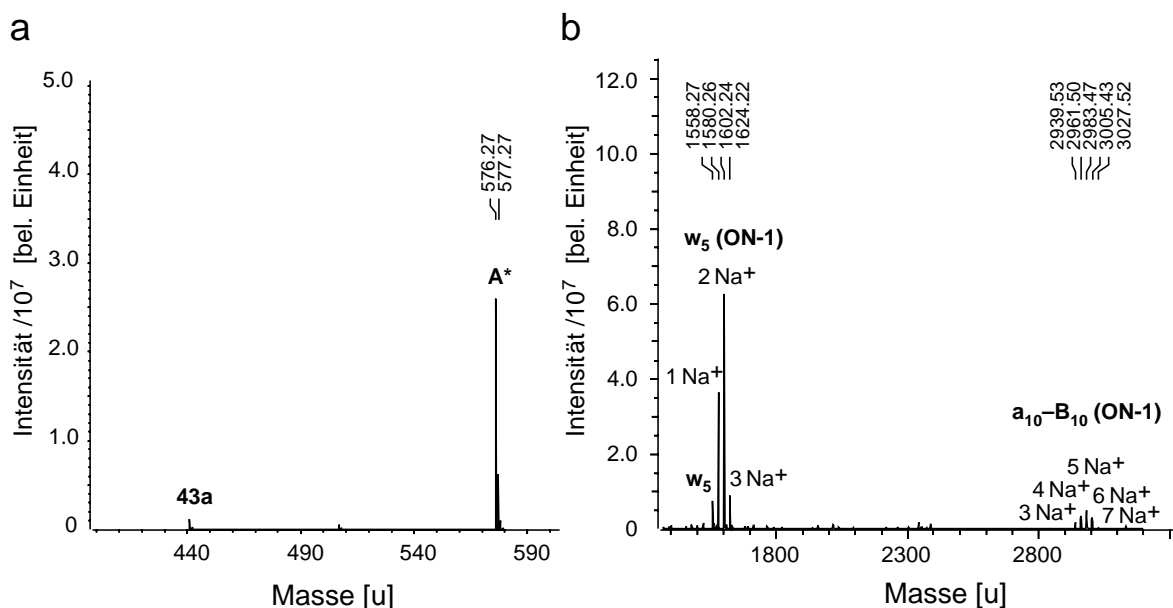 a
Intensität /10⁷ [bel. Einheit]
5.0
4.0
3.0
2.0
1.0
0
576.27
577.27
A*
43a
440
490
540
590
Masse [u]
b
Intensität /10⁷ [bel. Einheit]
12.0
10.0
8.0
6.0
4.0
2.0
0
1558.27
1580.26
1602.24
1624.22
2939.53
2961.50
2983.47
3005.43
3027.52
w₅ (ON-1)
2 Na⁺
1 Na⁺
w₅
3 Na⁺
a₁₀–B₁₀ (ON-1)
5 Na⁺
4 Na⁺
6 Na⁺
3 Na⁺
7 Na⁺
1800
2300
2800
Masse [u]